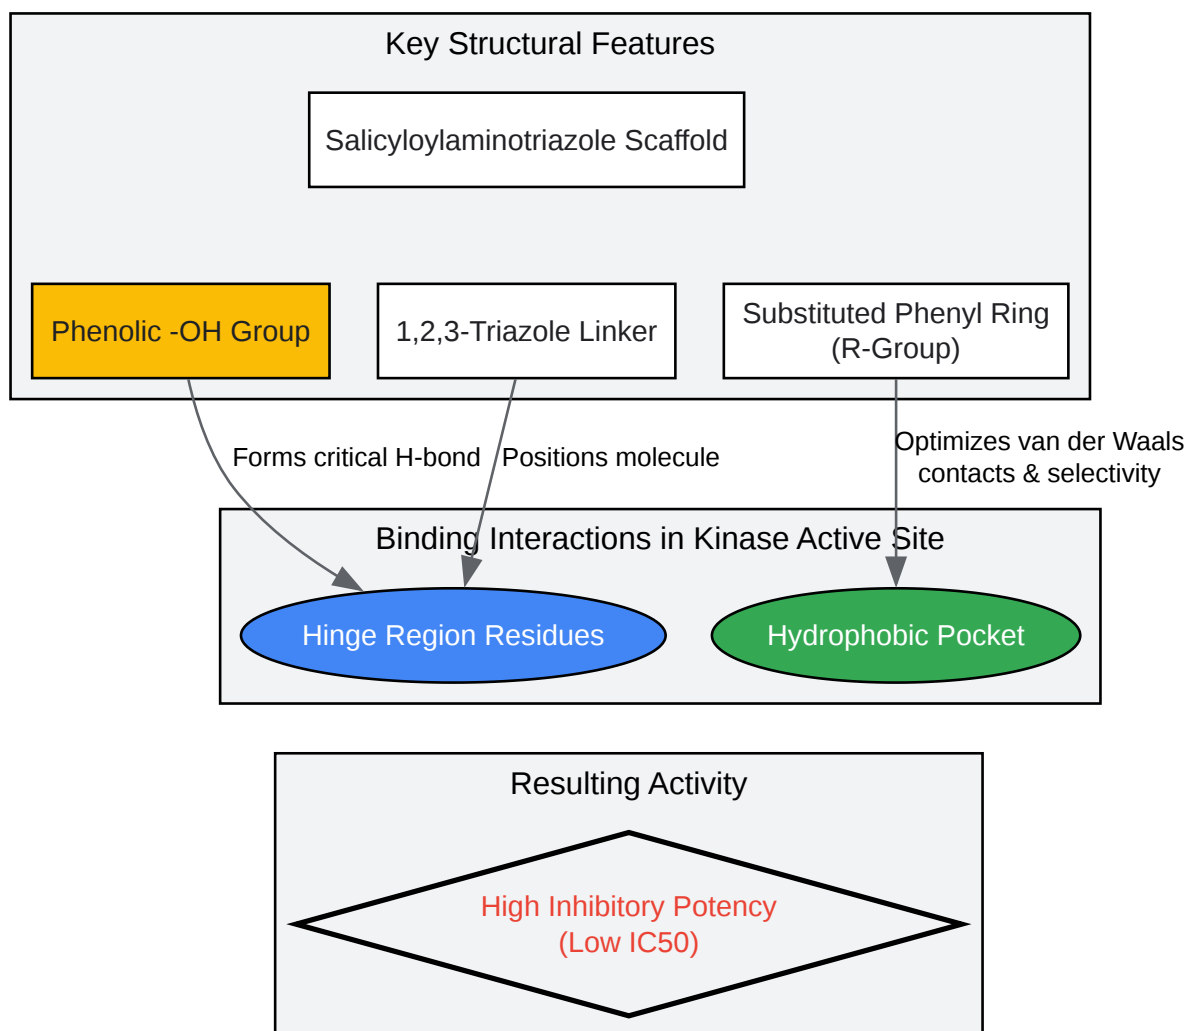 Key Structural Features
Salicyloylaminotriazole Scaffold
Phenolic -OH Group
1,2,3-Triazole Linker
Substituted Phenyl Ring
(R-Group)
Forms critical H-bond
Positions molecule
Optimizes van der Waals
contacts & selectivity
Binding Interactions in Kinase Active Site
Hinge Region Residues
Hydrophobic Pocket
Resulting Activity
High Inhibitory Potency
(Low IC50)